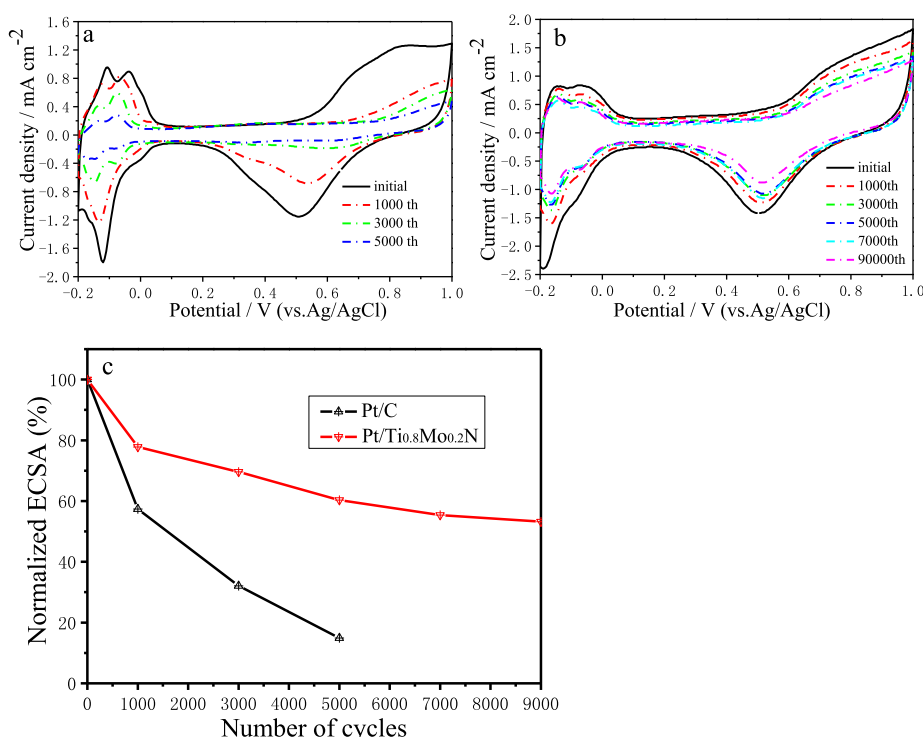 a
1.6
1.2
0.8
0.4
0.0
-0.4
-0.8
-1.2
-1.6
-2.0
Current density / mA cm-2
initial
1000 th
3000 th
5000 th
-0.2
0.0
0.2
0.4
0.6
0.8
1.0
Potential / V (vs.Ag/AgCl)
b
2.0
1.5
1.0
0.5
0.0
-0.5
-1.0
-1.5
-2.0
-2.5
Current density / mA cm-2
initial
1000th
3000th
5000th
7000th
90000th
-0.2
0.0
0.2
0.4
0.6
0.8
1.0
Potential / V (vs.Ag/AgCl)
c
100
80
60
40
20
0
Normalized ECSA (%)
Pt/C
Pt/Ti0.8Mo0.2N
0
1000
2000
3000
4000
5000
6000
7000
8000
9000
Number of cycles